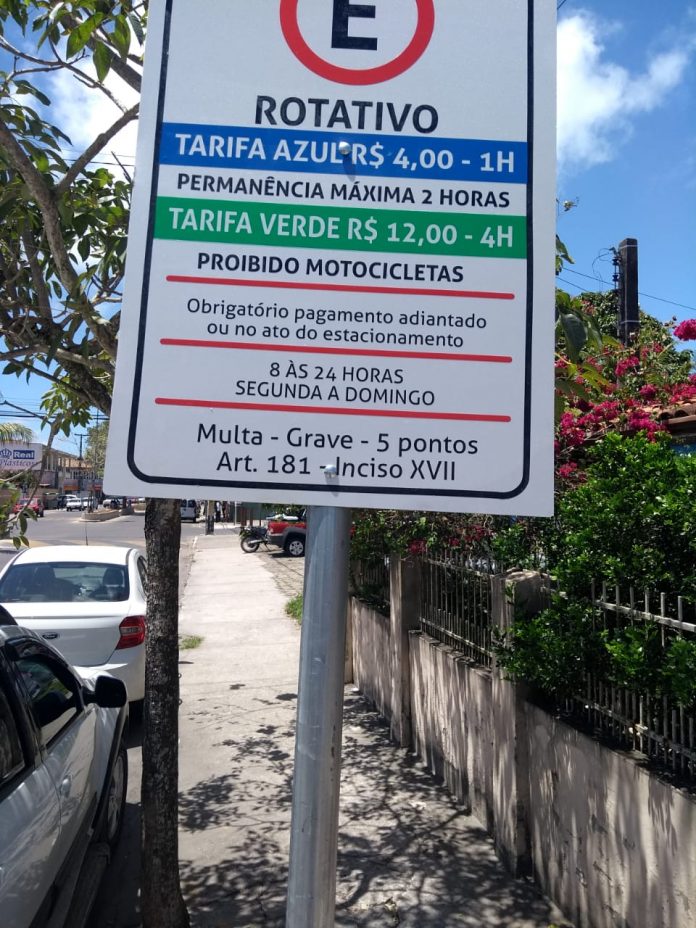 E
ROTATIVO
TARIFA AZUL R$ 4,00 - 1H
PERMANÊNCIA MÁXIMA 2 HORAS
TARIFA VERDE R$ 12,00 - 4H
PROIBIDO MOTOCICLETAS
Obrigatório pagamento adiantado
ou no ato do estacionamento
8 ÀS 24 HORAS
SEGUNDA A DOMINGO
Multa - Grave - 5 pontos
Art. 181 - Inciso XVII
Real
Plásticos